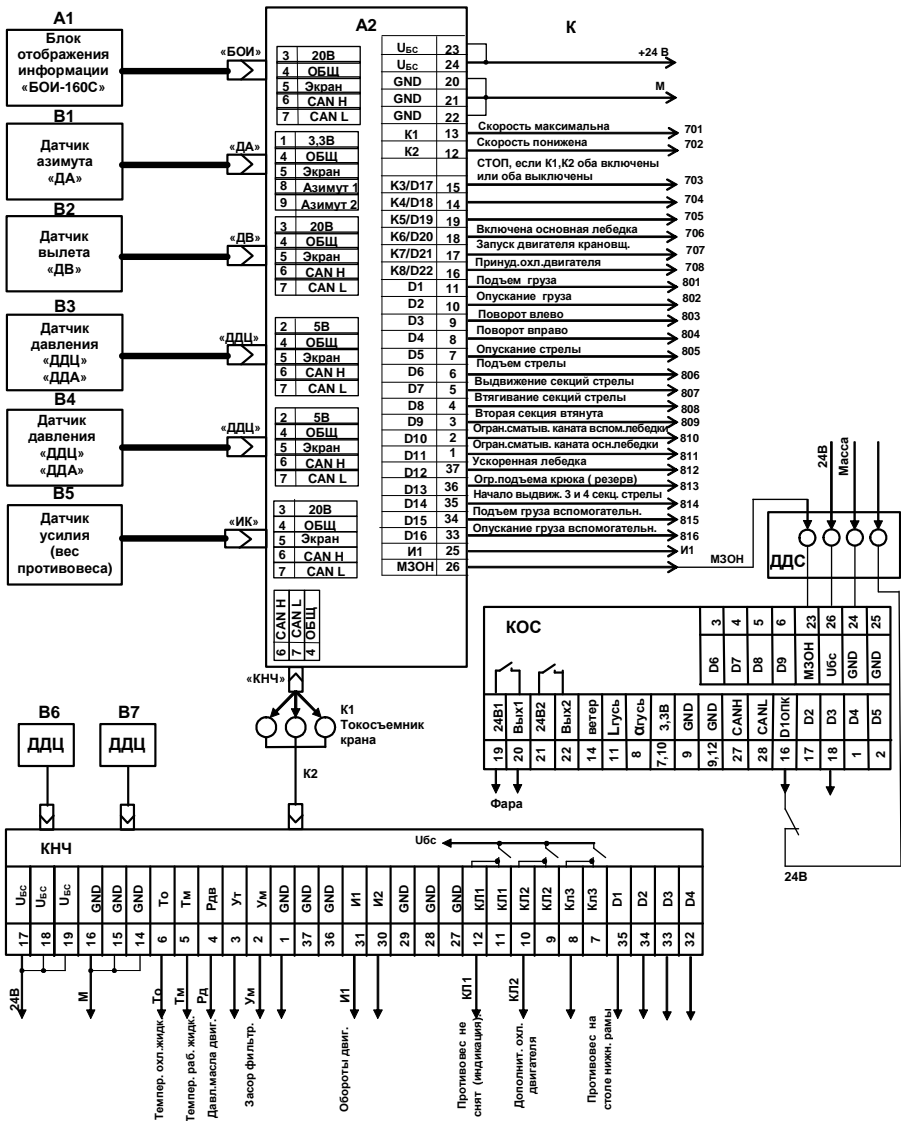 A1
Блок
отображения
информации
«БОИ-160С»
«БОИ»
B1
Датчик
азимута
«ДА»
«ДА»
B2
Датчик
вылета
«ДВ»
«ДВ»
B3
Датчик
давления
«ДДЦ»
«ДДА»
«ДДЦ»
B4
Датчик
давления
«ДДЦ»
«ДДА»
«ДДЦ»
B5
Датчик
усилия
(вес
противовеса)
«ИК»
A2
3 20В
4 ОБЩ
5 Экран
6 CAN H
7 CAN L
1 3,3В
4 ОБЩ
5 Экран
8 Азимут 1
9 Азимут 2
3 20В
4 ОБЩ
5 Экран
6 CAN H
7 CAN L
2 5В
4 ОБЩ
5 Экран
6 CAN H
7 CAN L
2 5В
4 ОБЩ
5 Экран
6 CAN H
7 CAN L
3 20В
4 ОБЩ
5 Экран
6 CAN H
7 CAN L
6 CAN H
7 CAN L
4 ОБЩ
К
UБС 23
UБС 24 +24 В
GND 20
GND 21 М
GND 22
К1 13 Скорость максимальна 701
К2 12 Скорость понижена 702
СТОП, если К1,К2 оба включены
или оба выключены
K3/D17 15 703
K4/D18 14 704
K5/D19 19 705
K6/D20 18 Включена основная лебедка 706
K7/D21 17 Запуск двигателя крановщ. 707
K8/D22 16 Принуд.охл.двигателя 708
D1 11 Подъем груза 801
D2 10 Опускание груза 802
D3 9 Поворот влево 803
D4 8 Поворот вправо 804
D5 7 Опускание стрелы 805
D6 6 Подъем стрелы 806
D7 5 Выдвижение секций стрелы 807
D8 4 Втягивание секций стрелы 808
D9 3 Вторая секция втянута 809
D10 2 Огран.сматыв. каната вспом.лебедки 810
D11 1 Огран.сматыв. каната осн.лебедки 811
D12 37 Ускоренная лебедка 812
D13 36 Огр.подъема крюка ( резерв) 813
D14 35 Начало выдвиж. 3 и 4 секц. стрелы 814
D15 34 Подъем груза вспомогательн. 815
D16 33 Опускание груза вспомогательн. 816
И1 25 И1
МЗОН 26 МЗОН
24В
Масса
ДДС
КОС
3 4 5 6 23 26 24 25
D6 D7 D8 D9 МЗОН Uбс GND GND
24В1 Вых1 24В2 Вых2 ветер Lгусь αгусь 3,3В GND GND CANH CANL D1ОПК D2 D3 D4 D5
19 20 21 22 14 11 8 7,10 9 9,12 27 28 16 17 18 1 2
Фара
24В
«КНЧ»
К1
Токосъемник
крана
К2
B6
ДДЦ
B7
ДДЦ
КНЧ
Uбс
UБС UБС UБС GND GND GND То Тм Рдв Ут Ум GND GND GND И1 И2 GND GND GND КЛ1 КЛ1 КЛ2 КЛ2 Кл3 Кл3 D1 D2 D3 D4
17 18 19 16 15 14 6 5 4 3 2 1 37 36 31 30 29 28 27 12 11 10 9 8 7 35 34 33 32
24В
М
То
Тм
Рд
Ум
И1
КЛ1
КЛ2
Темпер. охл.жидк.
Темпер. раб. жидк.
Давл.масла двиг.
Засор фильтр.
Обороты двиг.
Противовес не
снят (индикация)
Дополнит. охл.
двигателя
Противовес на
столе нижн. рамы